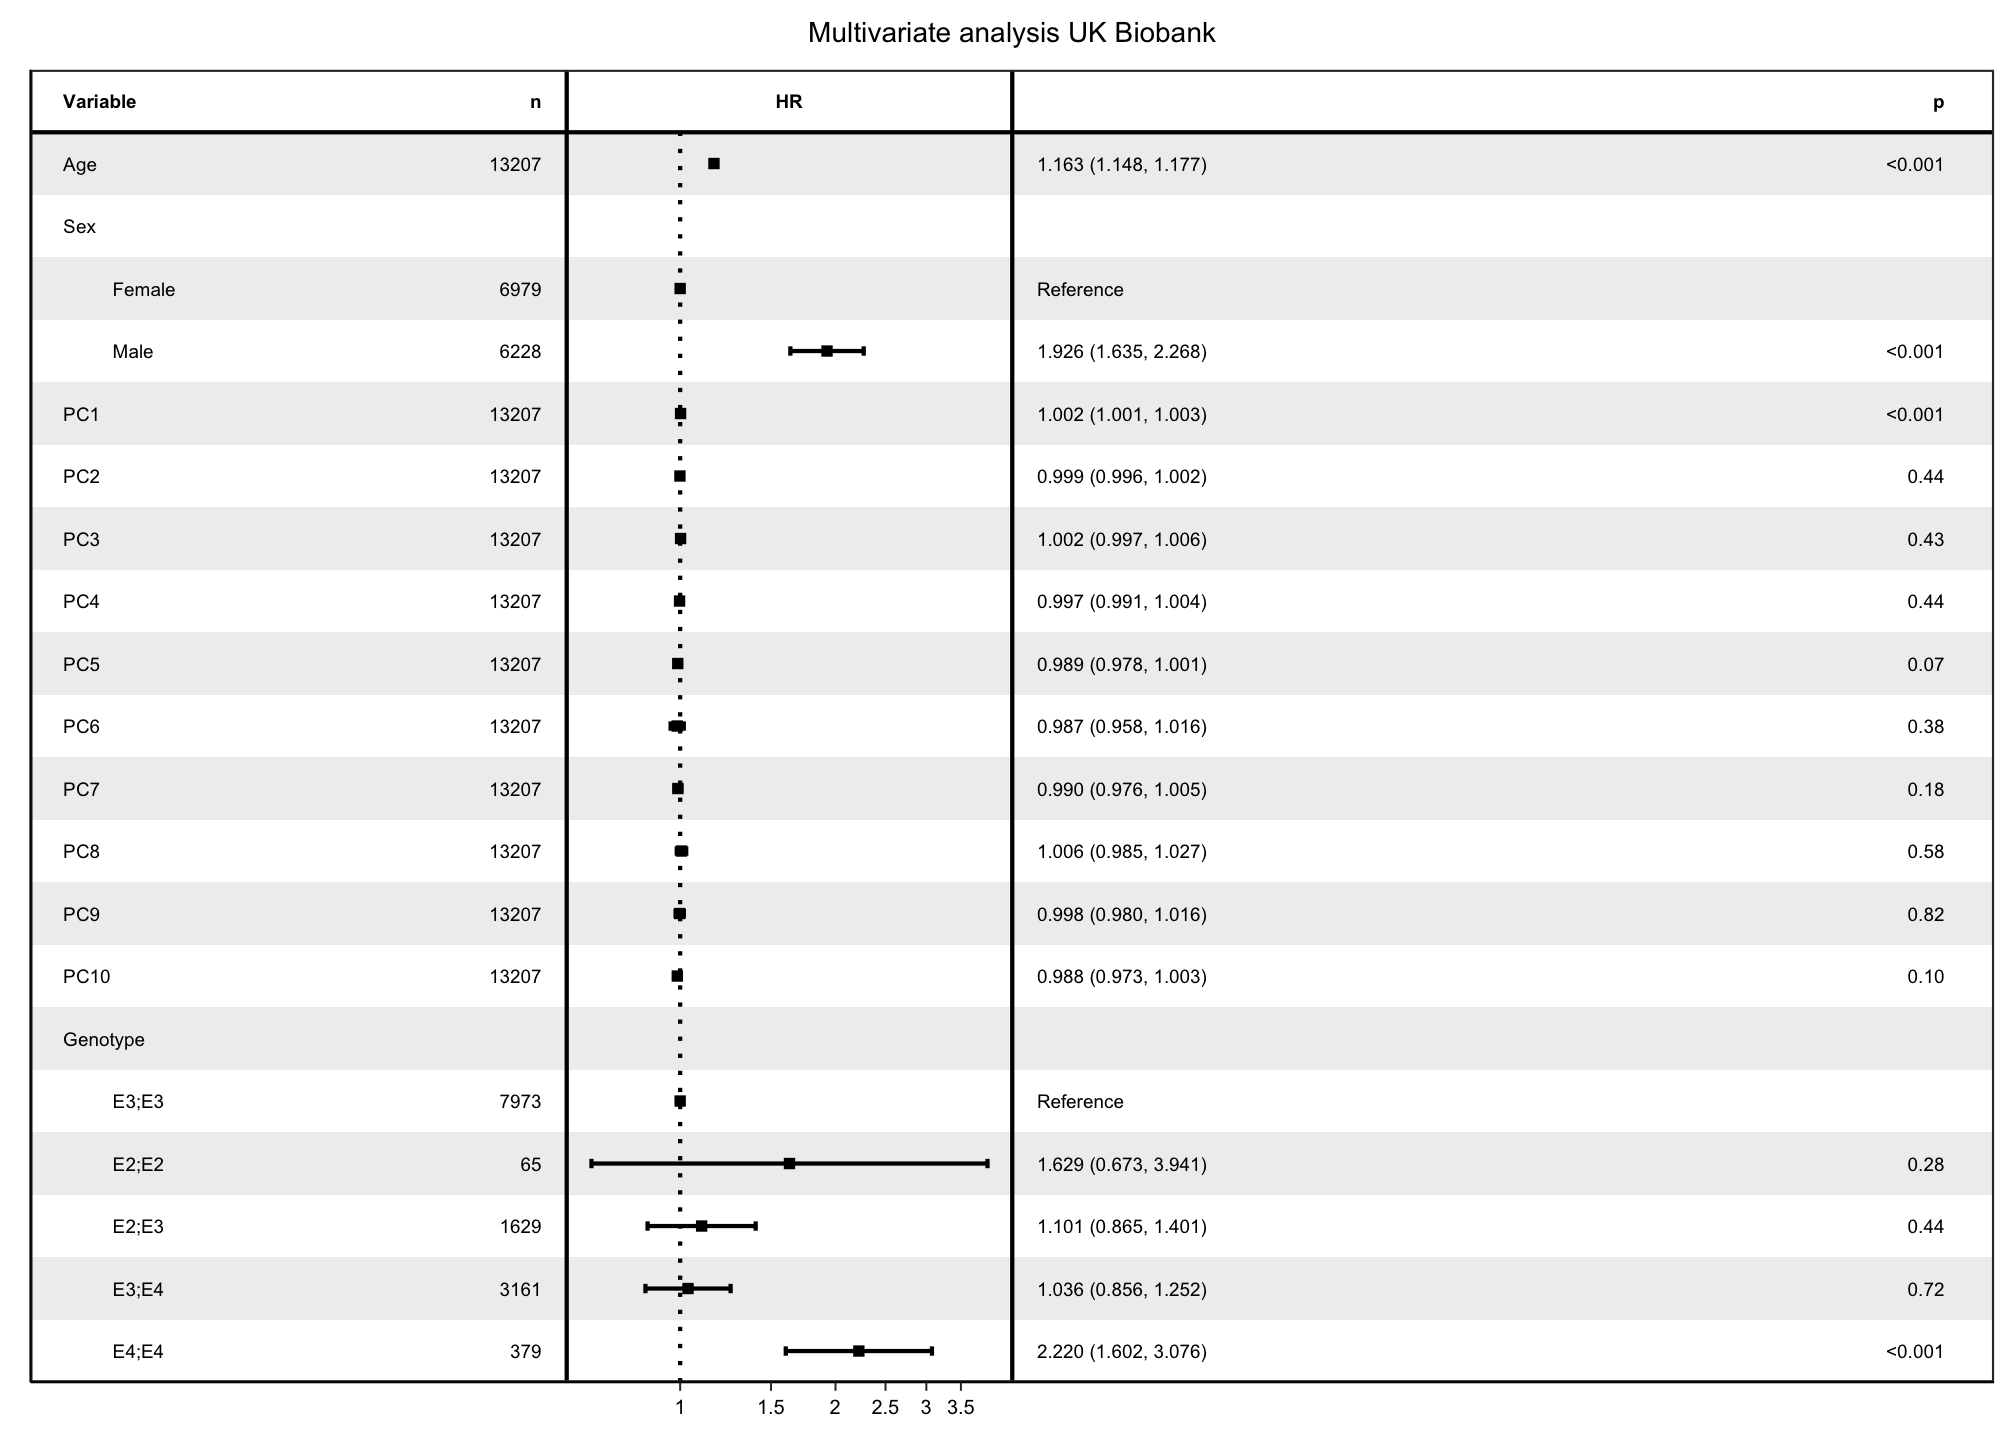 Multivariate analysis UK Biobank
Variable n HR p
Age 13207 1.163 (1.148, 1.177) <0.001
Sex
Female 6979 Reference
Male 6228 1.926 (1.635, 2.268) <0.001
PC1 13207 1.002 (1.001, 1.003) <0.001
PC2 13207 0.999 (0.996, 1.002) 0.44
PC3 13207 1.002 (0.997, 1.006) 0.43
PC4 13207 0.997 (0.991, 1.004) 0.44
PC5 13207 0.989 (0.978, 1.001) 0.07
PC6 13207 0.987 (0.958, 1.016) 0.38
PC7 13207 0.990 (0.976, 1.005) 0.18
PC8 13207 1.006 (0.985, 1.027) 0.58
PC9 13207 0.998 (0.980, 1.016) 0.82
PC10 13207 0.988 (0.973, 1.003) 0.10
Genotype
E3;E3 7973 Reference
E2;E2 65 1.629 (0.673, 3.941) 0.28
E2;E3 1629 1.101 (0.865, 1.401) 0.44
E3;E4 3161 1.036 (0.856, 1.252) 0.72
E4;E4 379 2.220 (1.602, 3.076) <0.001
1 1.5 2 2.5 3 3.5